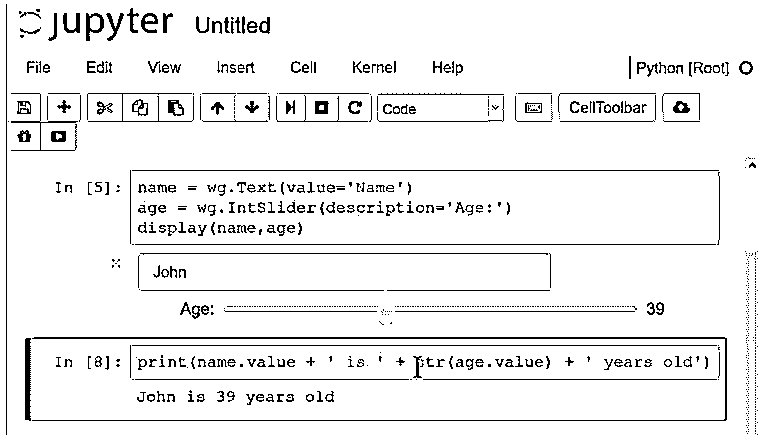 jupyter Untitled
File Edit View Insert Cell Kernel Help Python [Root]
Code CellToolbar
In [5]: name = wg.Text(value='Name')
age = wg.IntSlider(description='Age:')
display(name,age)
John
Age: 39
In [8]: print(name.value + ' is ' + str(age.value) + ' years old')
John is 39 years old